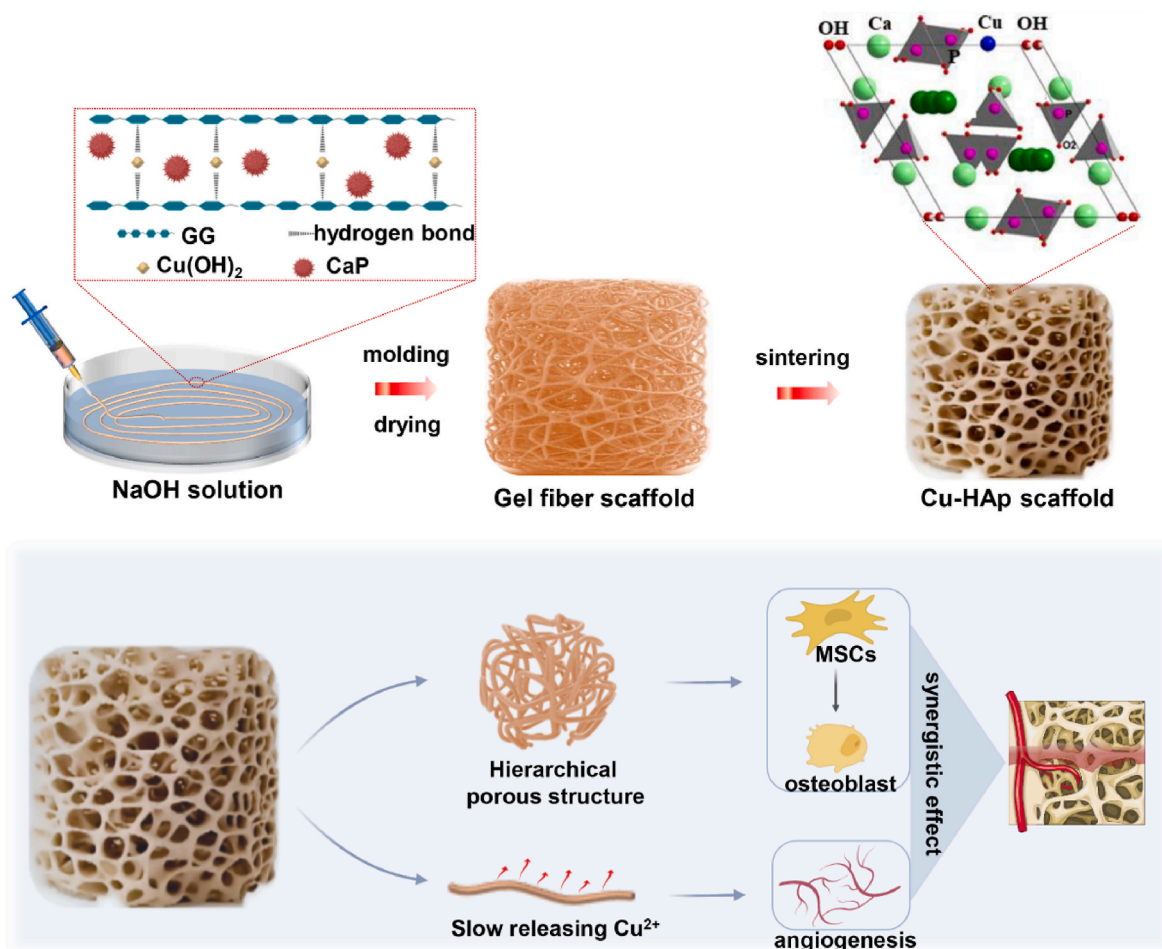 OH Ca Cu OH
P
P
O2
GG hydrogen bond
Cu(OH)₂ CaP
molding
drying
sintering
NaOH solution
Gel fiber scaffold
Cu-HAp scaffold
MSCs
osteoblast
Hierarchical
porous structure
synergistic effect
Slow releasing Cu²⁺
angiogenesis